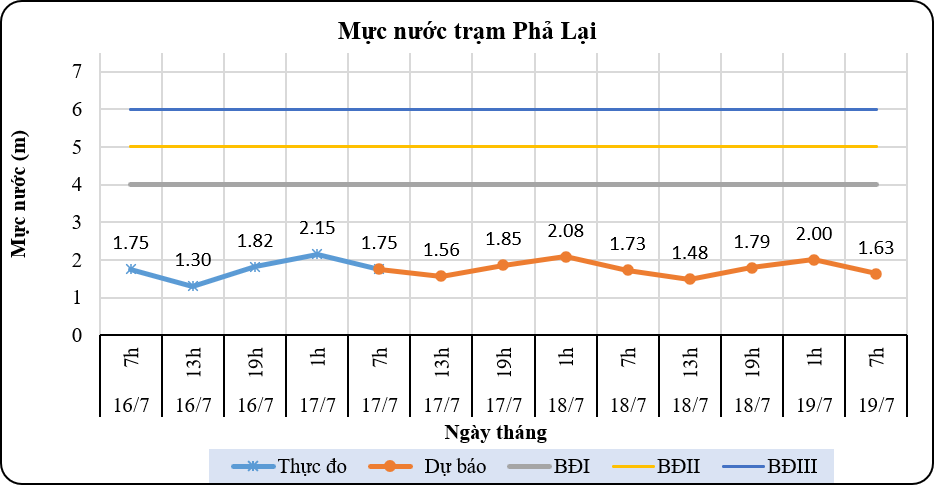 Mực nước trạm Phả Lại
Mực nước (m)
7
6
5
4
3
2
1
0
1.75 1.30 1.82 2.15 1.75 1.56 1.85 2.08 1.73 1.48 1.79 2.00 1.63
7h 13h 19h 1h 7h 13h 19h 1h 7h 13h 19h 1h 7h
16/7 16/7 16/7 17/7 17/7 17/7 17/7 18/7 18/7 18/7 18/7 19/7 19/7
Ngày tháng
Thực đo Dự báo BĐI BĐII BĐIII